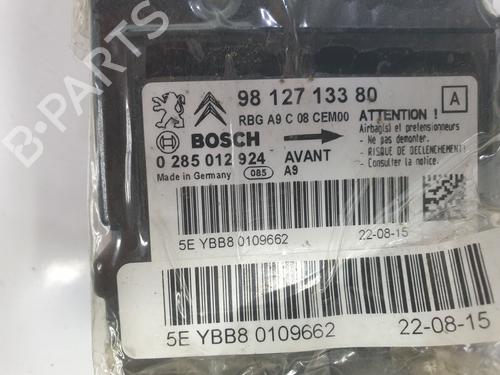 98 127 133 80
A
RBG A9 C 08 CEM00
ATTENTION !
BOSCH
Airbag(s) et pretensionneurs
- Ne pas demonter.
- RISQUE DE DECLENCHEMENT!
- Consulter la notice.
0 285 012 924
AVANT
A9
Made in Germany
085
5E YBB8 0109662
22-08-15
5E YBB8 0109662
22-08-15
B-PARTS